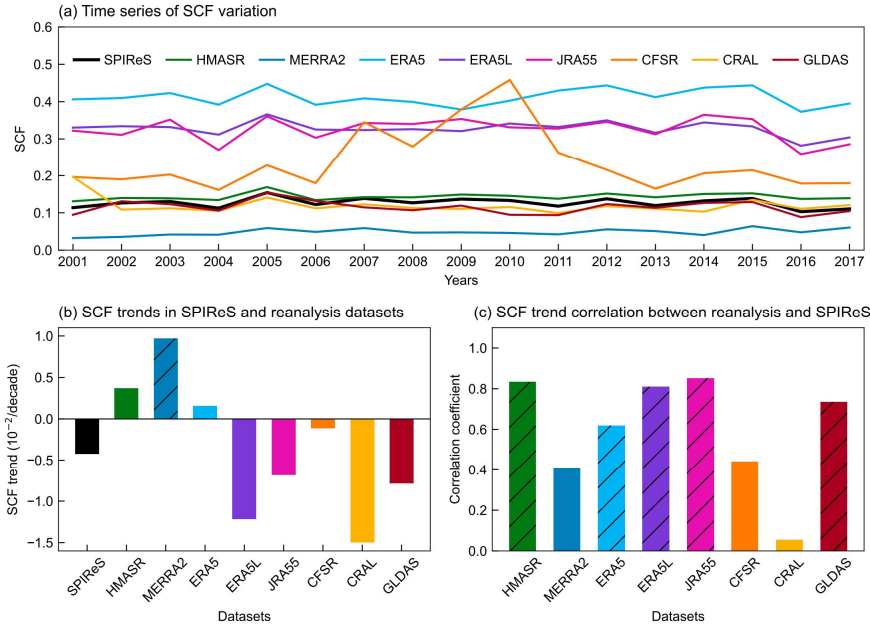 (a) Time series of SCF variation
0.6
0.5
0.4
0.3
0.2
0.1
0.0
SCF
SPIReS HMASR MERRA2 ERA5 ERA5L JRA55 CFSR CRAL GLDAS
2001 2002 2003 2004 2005 2006 2007 2008 2009 2010 2011 2012 2013 2014 2015 2016 2017
Years
(b) SCF trends in SPIReS and reanalysis datasets
1.0
0.5
0.0
−0.5
−1.0
−1.5
SCF trend (10⁻²/decade)
SPIReS HMASR MERRA2 ERA5 ERA5L JRA55 CFSR CRAL GLDAS
Datasets
(c) SCF trend correlation between reanalysis and SPIReS
1.0
0.8
0.6
0.4
0.2
0.0
Correlation coefficient
HMASR MERRA2 ERA5 ERA5L JRA55 CFSR CRAL GLDAS
Datasets